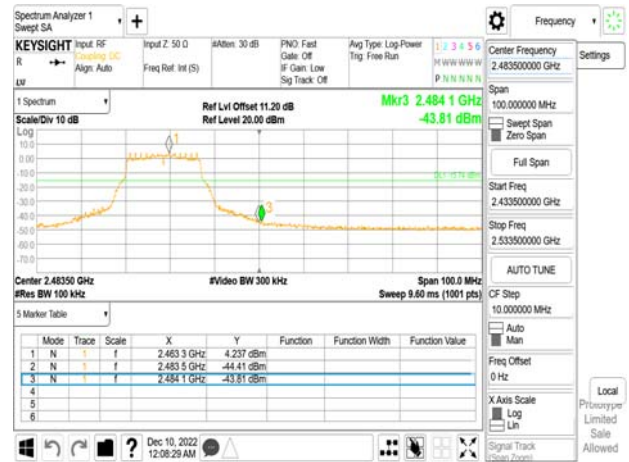 Spectrum Analyzer 1
Swept SA
Frequency
KEYSIGHT
R
LV
Input: RF
Coupling: DC
Align: Auto
Input Z: 50 Ω
Freq Ref: Int (S)
#Atten: 30 dB
PNO: Fast
Gate: Off
IF Gain: Low
Sig Track: Off
Avg Type: Log-Power
Trig: Free Run
1 2 3 4 5 6
M W W W W W
P N N N N N
1 Spectrum
Scale/Div 10 dB
Ref Lvl Offset 11.20 dB
Ref Level 20.00 dBm
Mkr3 2.484 1 GHz
-43.81 dBm
Log
10.0
0.00
-10.0
-20.0
-30.0
-40.0
-50.0
-60.0
-70.0
1
3
Center 2.48350 GHz
#Res BW 100 kHz
#Video BW 300 kHz
Span 100.0 MHz
Sweep 9.60 ms (1001 pts)
5 Marker Table
Mode Trace Scale X Y Function Function Width Function Value
1 N 1 f 2.463 3 GHz 4.237 dBm
2 N 1 f 2.483 5 GHz -44.41 dBm
3 N 1 f 2.484 1 GHz -43.81 dBm
4
5
6
Dec 10, 2022
12:08:29 AM
Center Frequency
2.483500000 GHz
Settings
Span
100.000000 MHz
Swept Span
Zero Span
Full Span
Start Freq
2.433500000 GHz
Stop Freq
2.533500000 GHz
AUTO TUNE
CF Step
10.000000 MHz
Auto
Man
Freq Offset
0 Hz
X Axis Scale
Log
Lin
Signal Track
(Span Zoom)
Local
Prototype
Limited
Sale
Allowed